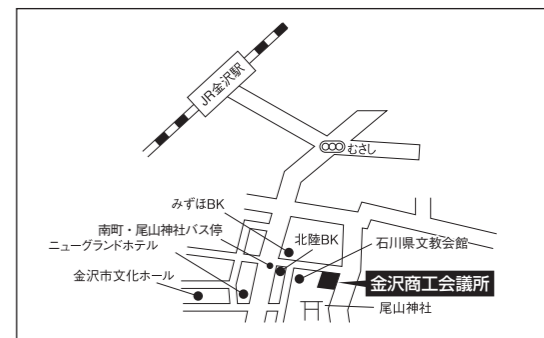 JR金沢駅
むさし
みずほBK
南町・尾山神社バス停
北陸BK
石川県文教会館
ニューグランドホテル
金沢市文化ホール
金沢商工会議所
尾山神社